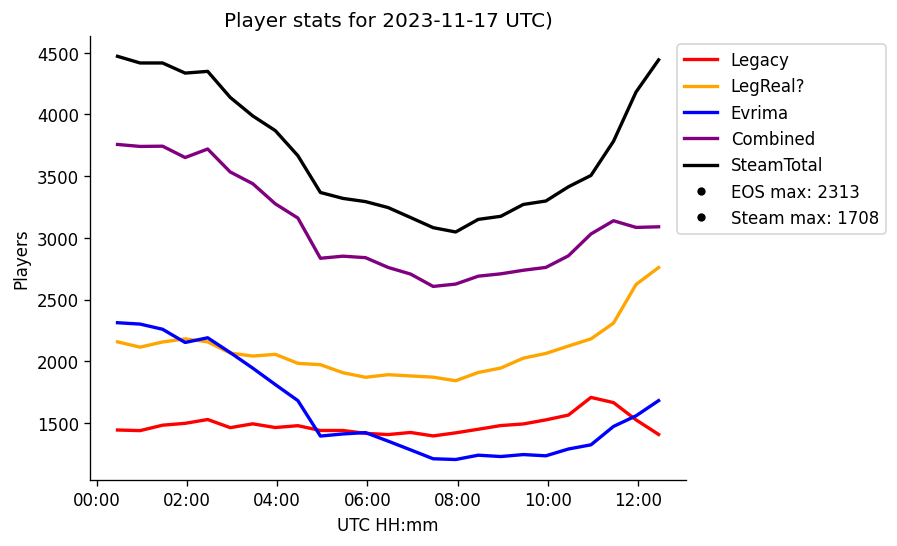 Player stats for 2023-11-17 UTC)
4500
4000
3500
3000
2500
2000
1500
Players
00:00 02:00 04:00 06:00 08:00 10:00 12:00
UTC HH:mm
Legacy
LegReal?
Evrima
Combined
SteamTotal
EOS max: 2313
Steam max: 1708